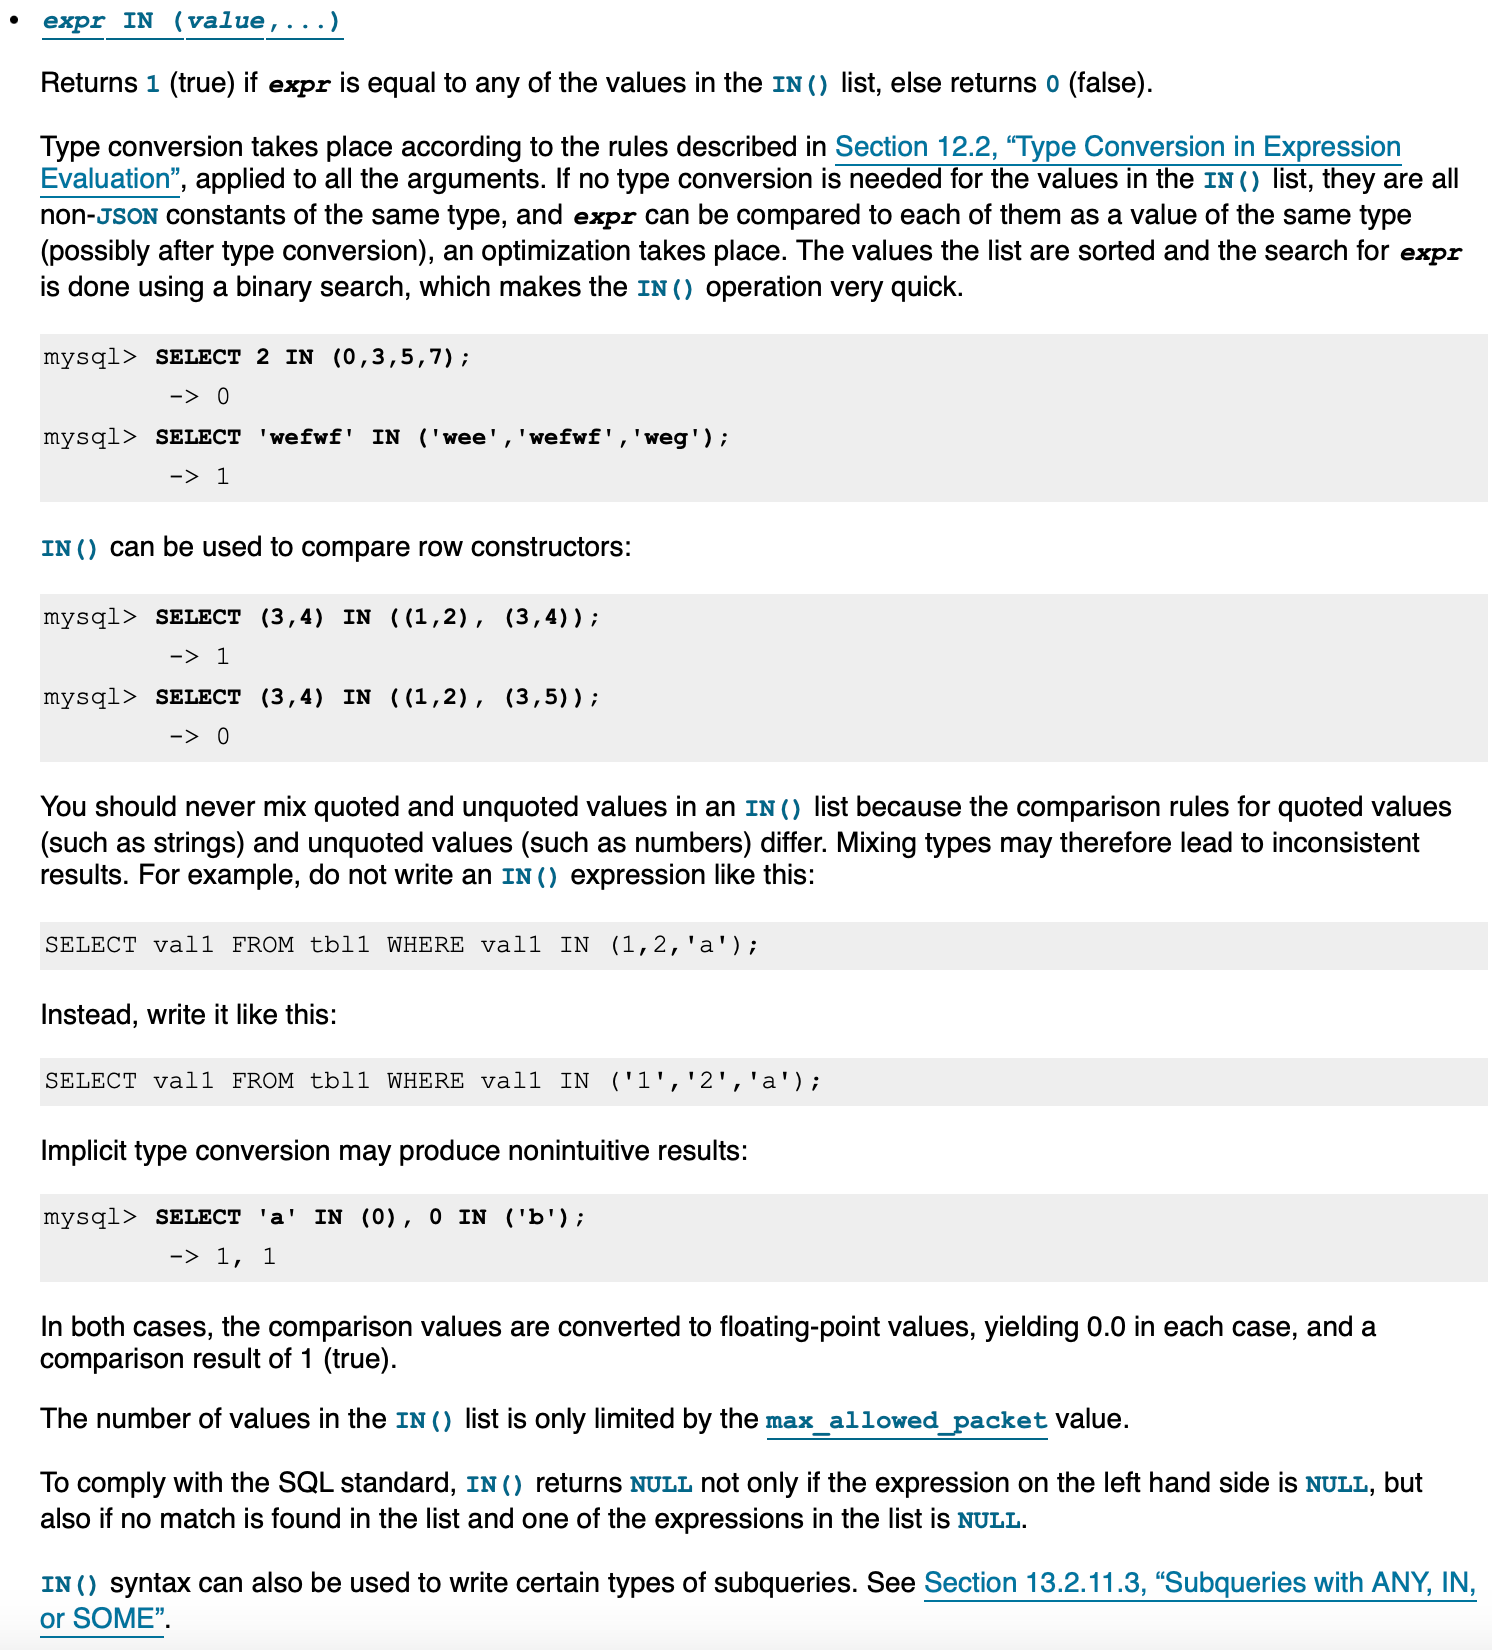 • expr IN (value,...)
Returns 1 (true) if expr is equal to any of the values in the IN() list, else returns 0 (false).
Type conversion takes place according to the rules described in Section 12.2, “Type Conversion in Expression
Evaluation”, applied to all the arguments. If no type conversion is needed for the values in the IN() list, they are all
non-JSON constants of the same type, and expr can be compared to each of them as a value of the same type
(possibly after type conversion), an optimization takes place. The values the list are sorted and the search for expr
is done using a binary search, which makes the IN() operation very quick.
mysql> SELECT 2 IN (0,3,5,7);
-> 0
mysql> SELECT 'wefwf' IN ('wee','wefwf','weg');
-> 1
IN() can be used to compare row constructors:
mysql> SELECT (3,4) IN ((1,2), (3,4));
-> 1
mysql> SELECT (3,4) IN ((1,2), (3,5));
-> 0
You should never mix quoted and unquoted values in an IN() list because the comparison rules for quoted values
(such as strings) and unquoted values (such as numbers) differ. Mixing types may therefore lead to inconsistent
results. For example, do not write an IN() expression like this:
SELECT val1 FROM tbl1 WHERE val1 IN (1,2,'a');
Instead, write it like this:
SELECT val1 FROM tbl1 WHERE val1 IN ('1','2','a');
Implicit type conversion may produce nonintuitive results:
mysql> SELECT 'a' IN (0), 0 IN ('b');
-> 1, 1
In both cases, the comparison values are converted to floating-point values, yielding 0.0 in each case, and a
comparison result of 1 (true).
The number of values in the IN() list is only limited by the max_allowed_packet value.
To comply with the SQL standard, IN() returns NULL not only if the expression on the left hand side is NULL, but
also if no match is found in the list and one of the expressions in the list is NULL.
IN() syntax can also be used to write certain types of subqueries. See Section 13.2.11.3, “Subqueries with ANY, IN,
or SOME”.